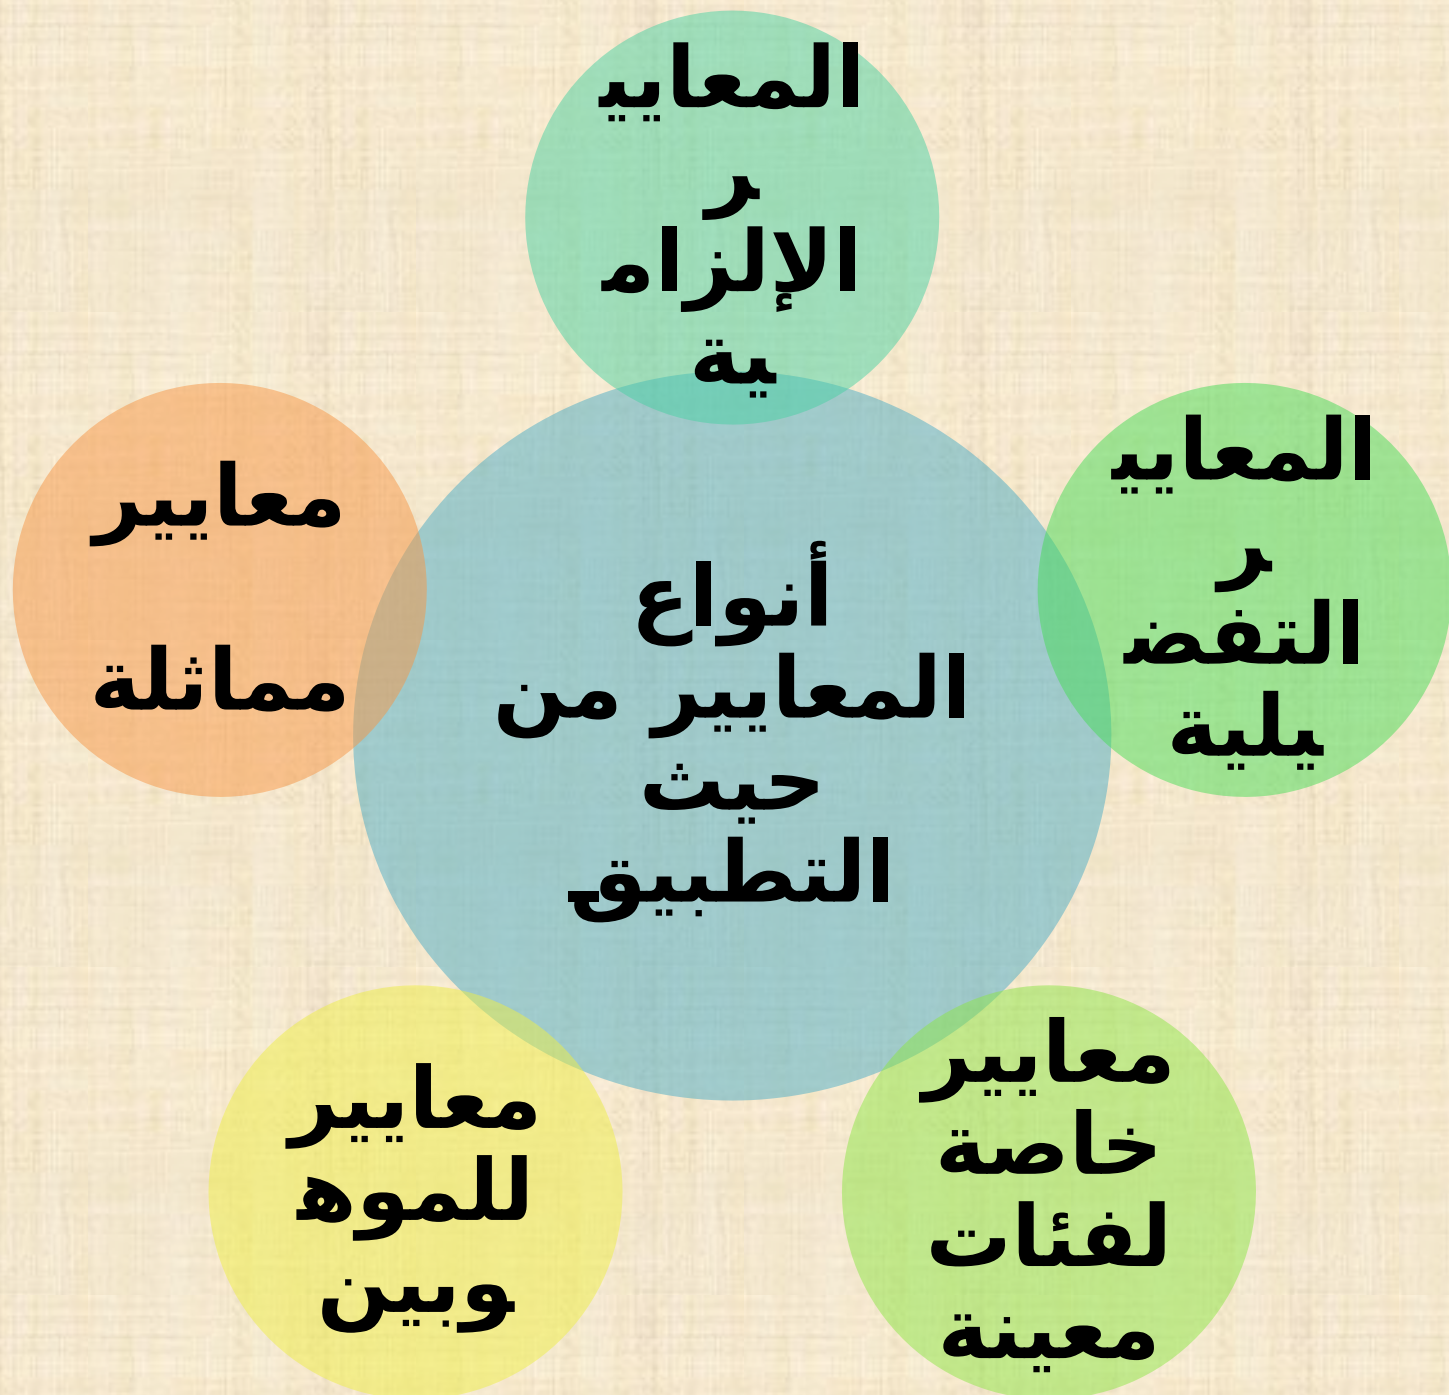 المعايي
ر
الإلزام
ية
المعايي
ر
التفض
يلية
معايير
خاصة
لفئات
معينة
معايير
للموه
وبين
معايير
مماثلة
أنواع
المعايير من
حيث
التطبيق